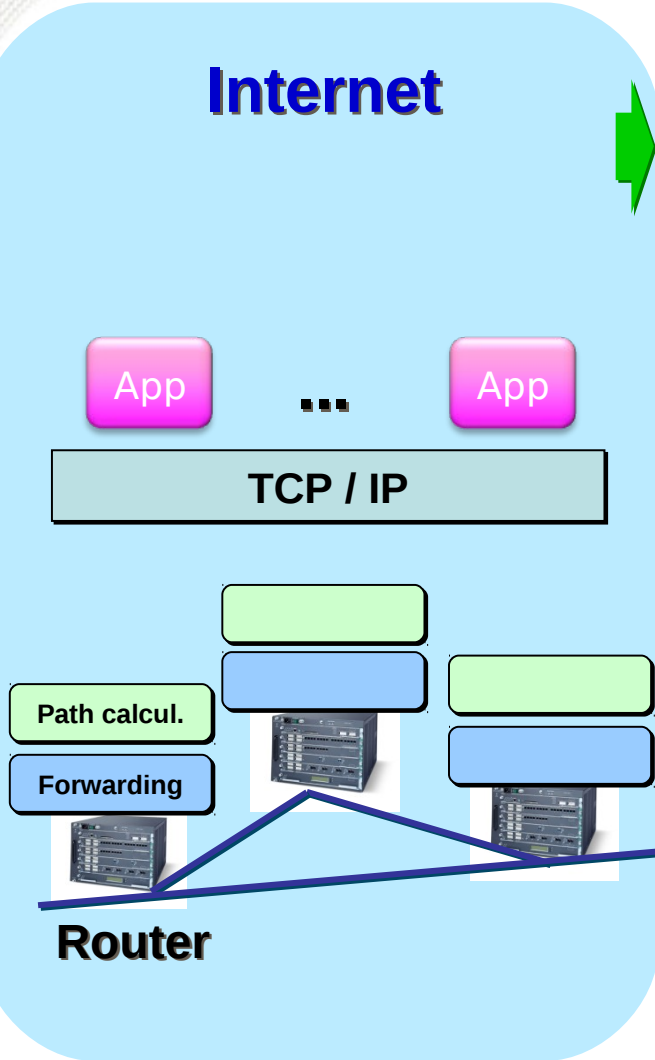 Internet
App ... App
TCP / IP
Path calcul.
Forwarding
Router